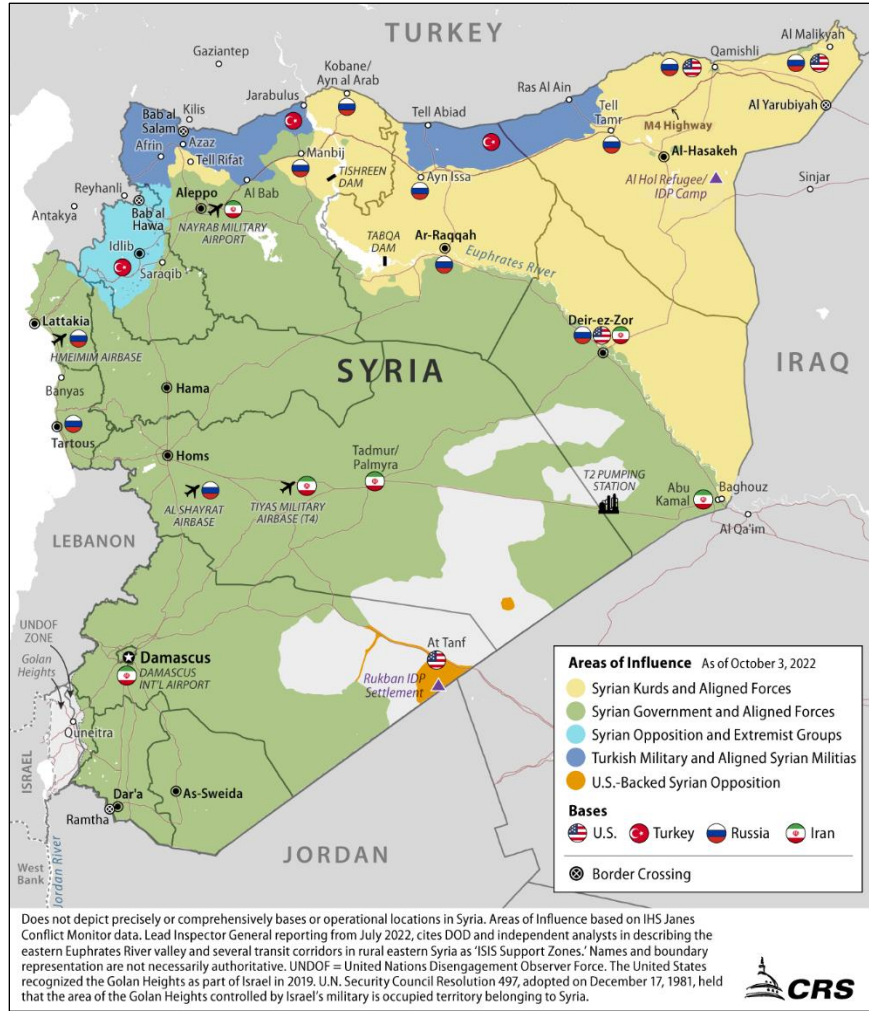 TURKEY
Gaziantep
Kobane/
Ayn al Arab
Qamishli
Al Malikyah
Jarabulus
Kilis
Bab al
Salam
Azaz
Afrin
Tell Rifat
Tell Abiad
Ras Al Ain
Tell
Tamr
M4 Highway
Al Yarubiyah
Manbij
Al-Hasakeh
Reyhanli
Aleppo
Al Bab
TISHREEN
DAM
Ayn Issa
Al Hol Refugee/
IDP Camp
Sinjar
Antakya
Bab al
Hawa
NAYRAB MILITARY
AIRPORT
TABQA
DAM
Ar-Raqqah
Euphrates River
Idlib
Saraqib
Lattakia
HMEIMIM AIRBASE
Deir-ez-Zor
SYRIA
IRAQ
Banyas
Hama
Tartous
Homs
Tadmur/
Palmyra
T2 PUMPING
STATION
AL SHAYRAT
AIRBASE
TIYAS MILITARY
AIRBASE (T4)
Abu
Kamal
Baghouz
Al Qa'im
LEBANON
UNDOF
ZONE
Golan
Heights
Damascus
DAMASCUS
INT'L AIRPORT
At Tanf
Rukban IDP
Settlement
Quneitra
ISRAEL
Dar'a
As-Sweida
Ramtha
West
Bank
Jordan River
JORDAN
Areas of Influence As of October 3, 2022
Syrian Kurds and Aligned Forces
Syrian Government and Aligned Forces
Syrian Opposition and Extremist Groups
Turkish Military and Aligned Syrian Militias
U.S.-Backed Syrian Opposition
Bases
U.S. Turkey Russia Iran
Border Crossing
Does not depict precisely or comprehensively bases or operational locations in Syria. Areas of Influence based on IHS Janes
Conflict Monitor data. Lead Inspector General reporting from July 2022, cites DOD and independent analysts in describing the
eastern Euphrates River valley and several transit corridors in rural eastern Syria as 'ISIS Support Zones.' Names and boundary
representation are not necessarily authoritative. UNDOF = United Nations Disengagement Observer Force. The United States
recognized the Golan Heights as part of Israel in 2019. U.N. Security Council Resolution 497, adopted on December 17, 1981, held
that the area of the Golan Heights controlled by Israel's military is occupied territory belonging to Syria.
CRS